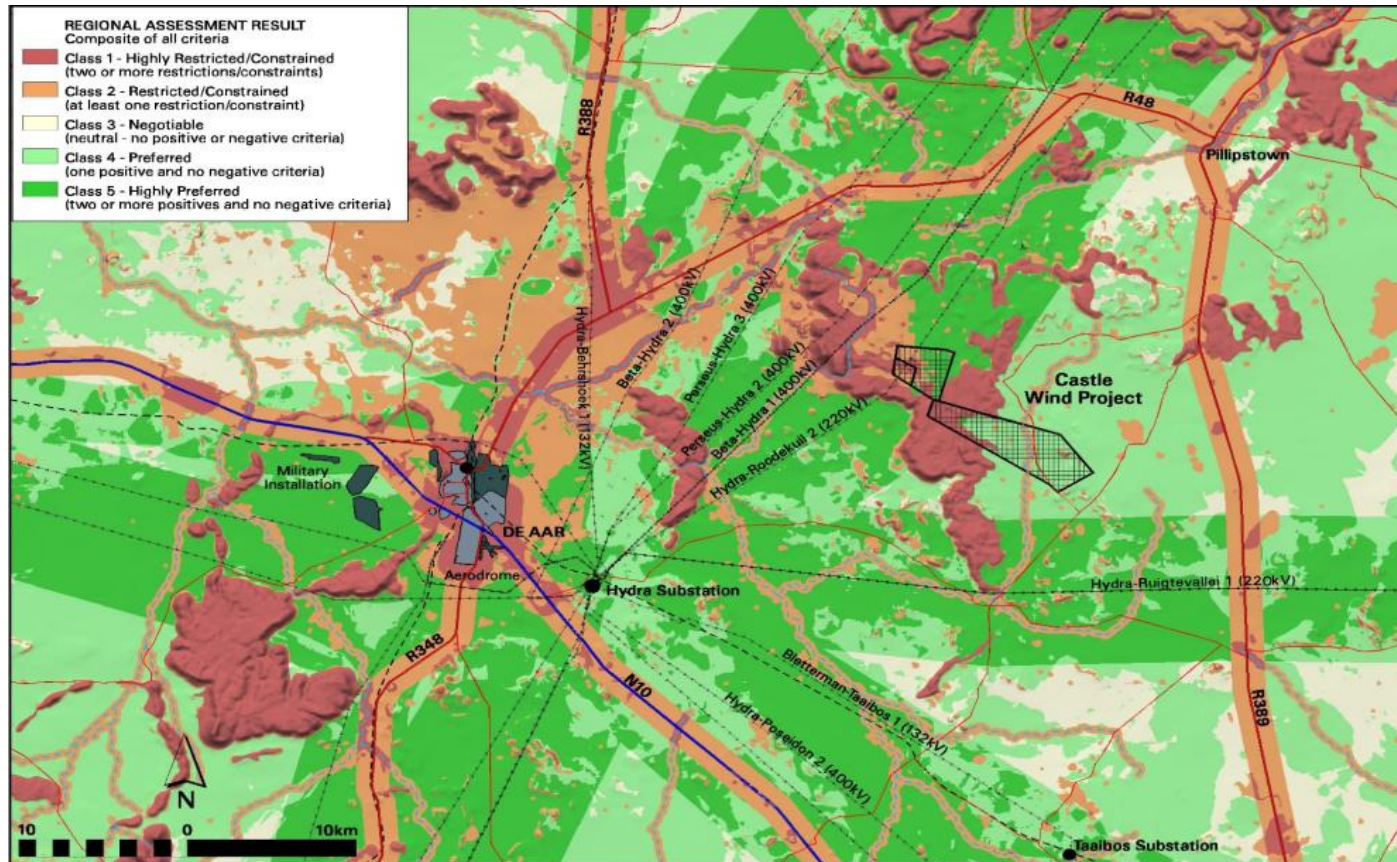 REGIONAL ASSESSMENT RESULT
Composite of all criteria
Class 1 - Highly Restricted/Constrained
(two or more restrictions/constraints)
Class 2 - Restricted/Constrained
(at least one restriction/constraint)
Class 3 - Negotiable
(neutral - no positive or negative criteria)
Class 4 - Preferred
(one positive and no negative criteria)
Class 5 - Highly Preferred
(two or more positives and no negative criteria)
R388
R48
Pillipstown
Hydra-Behrshoek 1 (132kV)
Beta-Hydra 2 (400kV)
Perseus-Hydra 3 (400kV)
Perseus-Hydra 2 (400kV)
Beta-Hydra 1 (400kV)
Hydra-Roodekuil 2 (220kV)
Castle
Wind Project
Military
Installation
DE AAR
Aerodrome
Hydra Substation
Hydra-Ruigtevallei 1 (220kV)
R348
N10
Bletterman-Taaibos 1 (132kV)
Hydra-Poseidon 2 (400kV)
R389
N
10 0 10km
Taaibos Substation